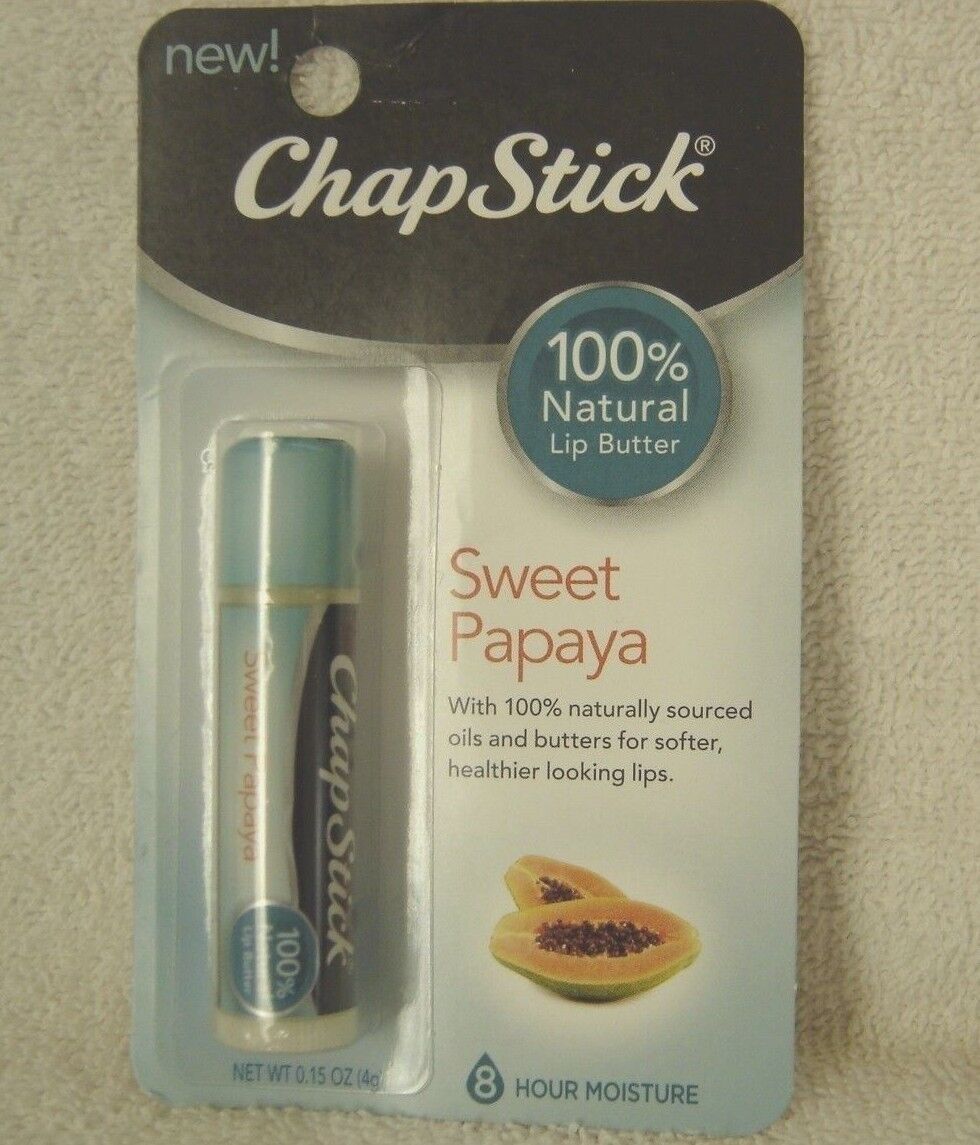 new!
ChapStick®
100%
Natural
Lip Butter
Sweet
Papaya
With 100% naturally sourced
oils and butters for softer,
healthier looking lips.
ChapStick
Sweet Papaya
100%
Lip Butter
NET WT 0.15 OZ (4g)
8 HOUR MOISTURE